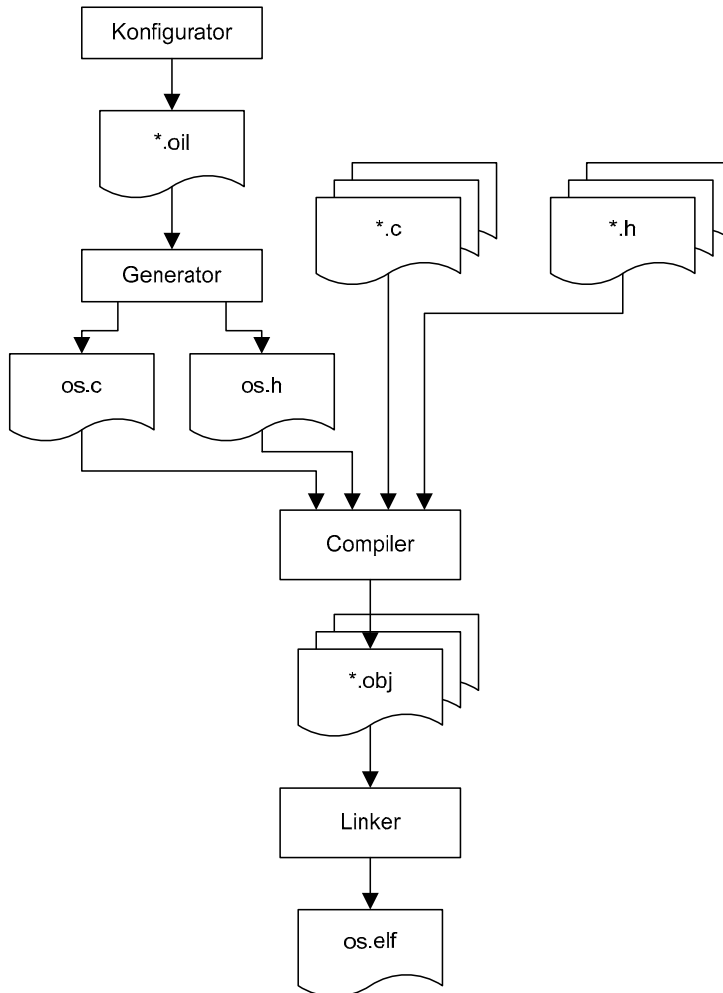 Konfigurator
*.oil
*.c
*.h
Generator
os.c
os.h
Compiler
*.obj
Linker
os.elf